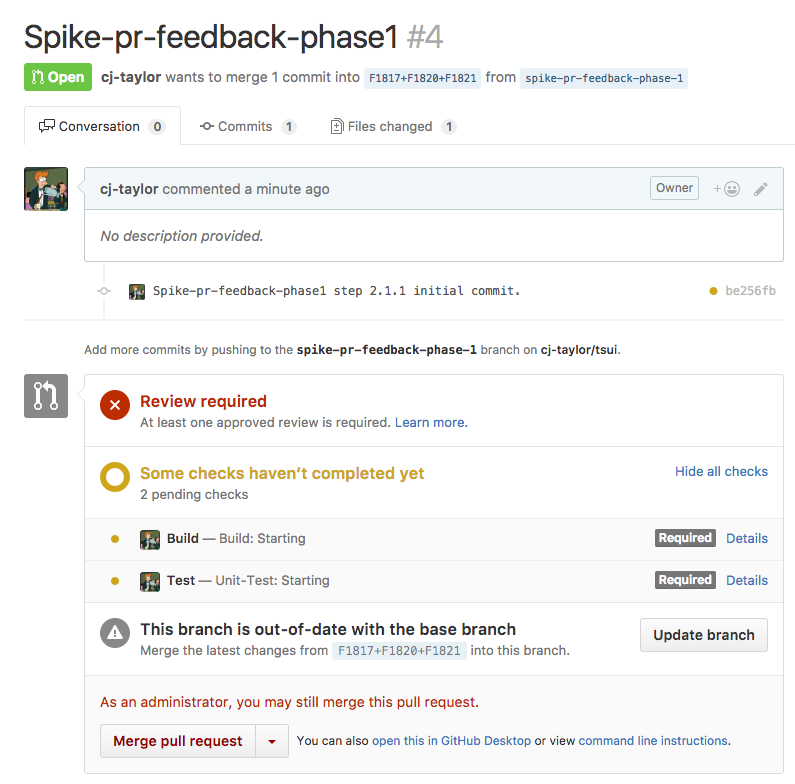 Spike-pr-feedback-phase1 #4
Open cj-taylor wants to merge 1 commit into F1817+F1820+F1821 from spike-pr-feedback-phase-1
Conversation 0 Commits 1 Files changed 1
cj-taylor commented a minute ago Owner +
No description provided.
Spike-pr-feedback-phase1 step 2.1.1 initial commit. be256fb
Add more commits by pushing to the spike-pr-feedback-phase-1 branch on cj-taylor/tsui.
Review required
At least one approved review is required. Learn more.
Some checks haven’t completed yet Hide all checks
2 pending checks
Build — Build: Starting Required Details
Test — Unit-Test: Starting Required Details
This branch is out-of-date with the base branch
Merge the latest changes from F1817+F1820+F1821 into this branch.
Update branch
As an administrator, you may still merge this pull request.
Merge pull request You can also open this in GitHub Desktop or view command line instructions.